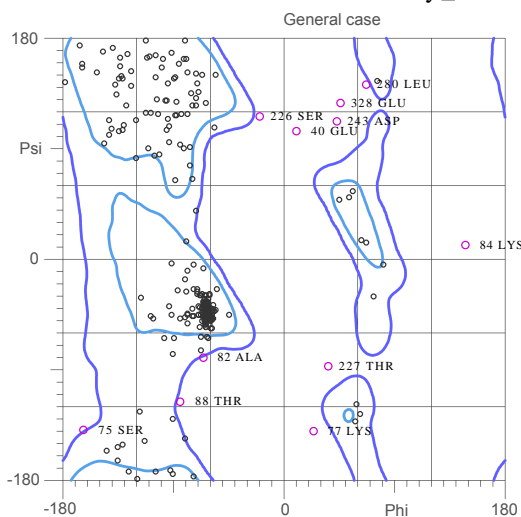 General case
180
280 LEU
328 GLU
226 SER
243 ASP
40 GLU
Psi
84 LYS
0
82 ALA
227 THR
88 THR
75 SER
77 LYS
-180
-180
0
Phi
180